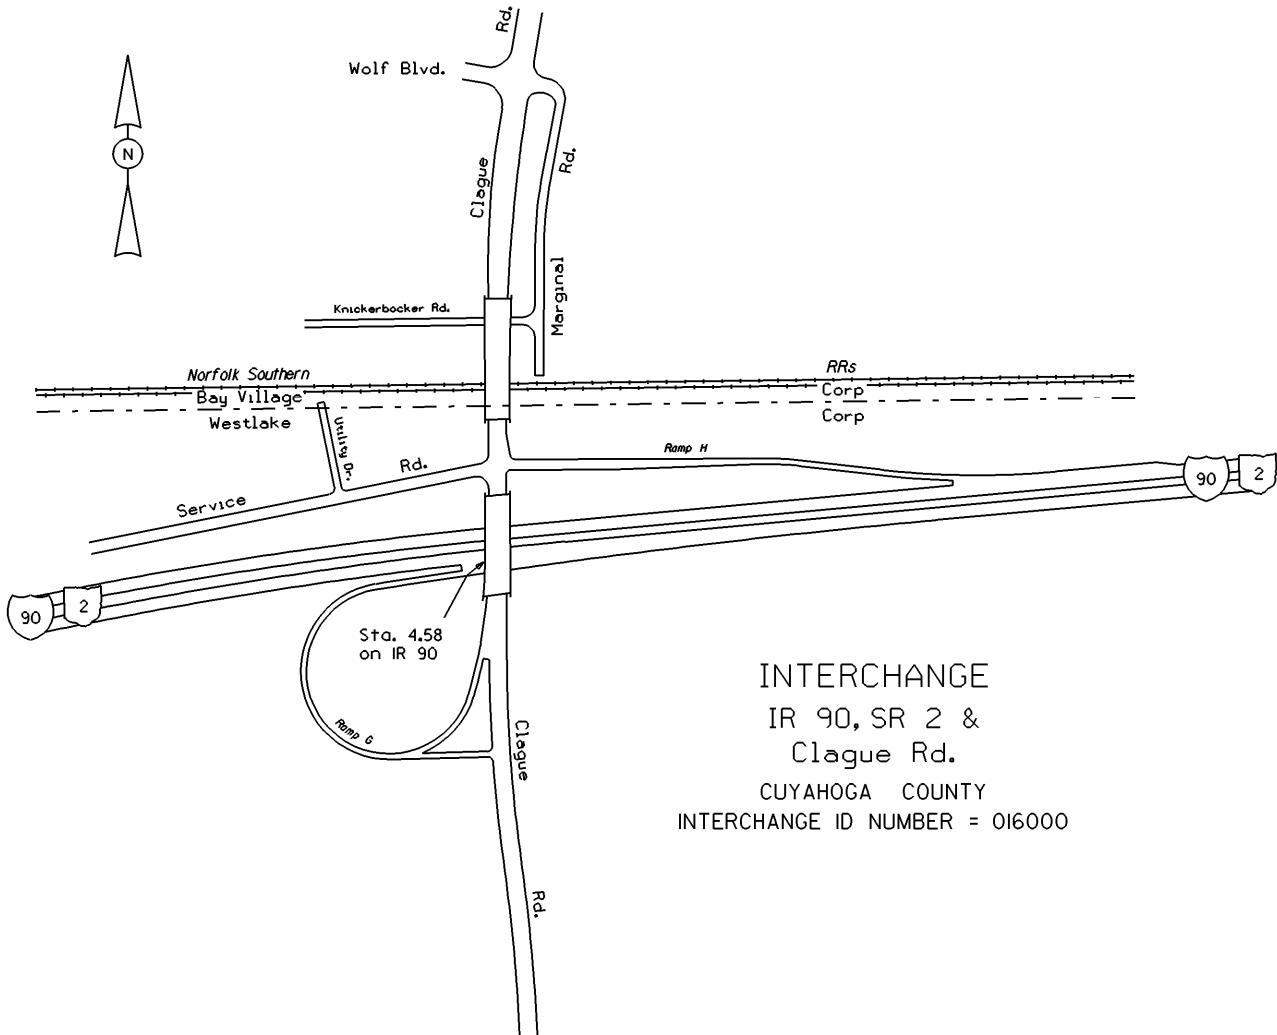 Rd.
Wolf Blvd.
N
Clague
Rd.
Marginal
Knickerbocker Rd.
Norfolk Southern
RRs
Bay Village
Corp
Westlake
Corp
Utility Dr.
Ramp H
Rd.
Service
90
2
90
2
Sta. 4.58
on IR 90
Ramp G
Clague
Rd.
INTERCHANGE
IR 90, SR 2 &
Clague Rd.
CUYAHOGA COUNTY
INTERCHANGE ID NUMBER = 016000